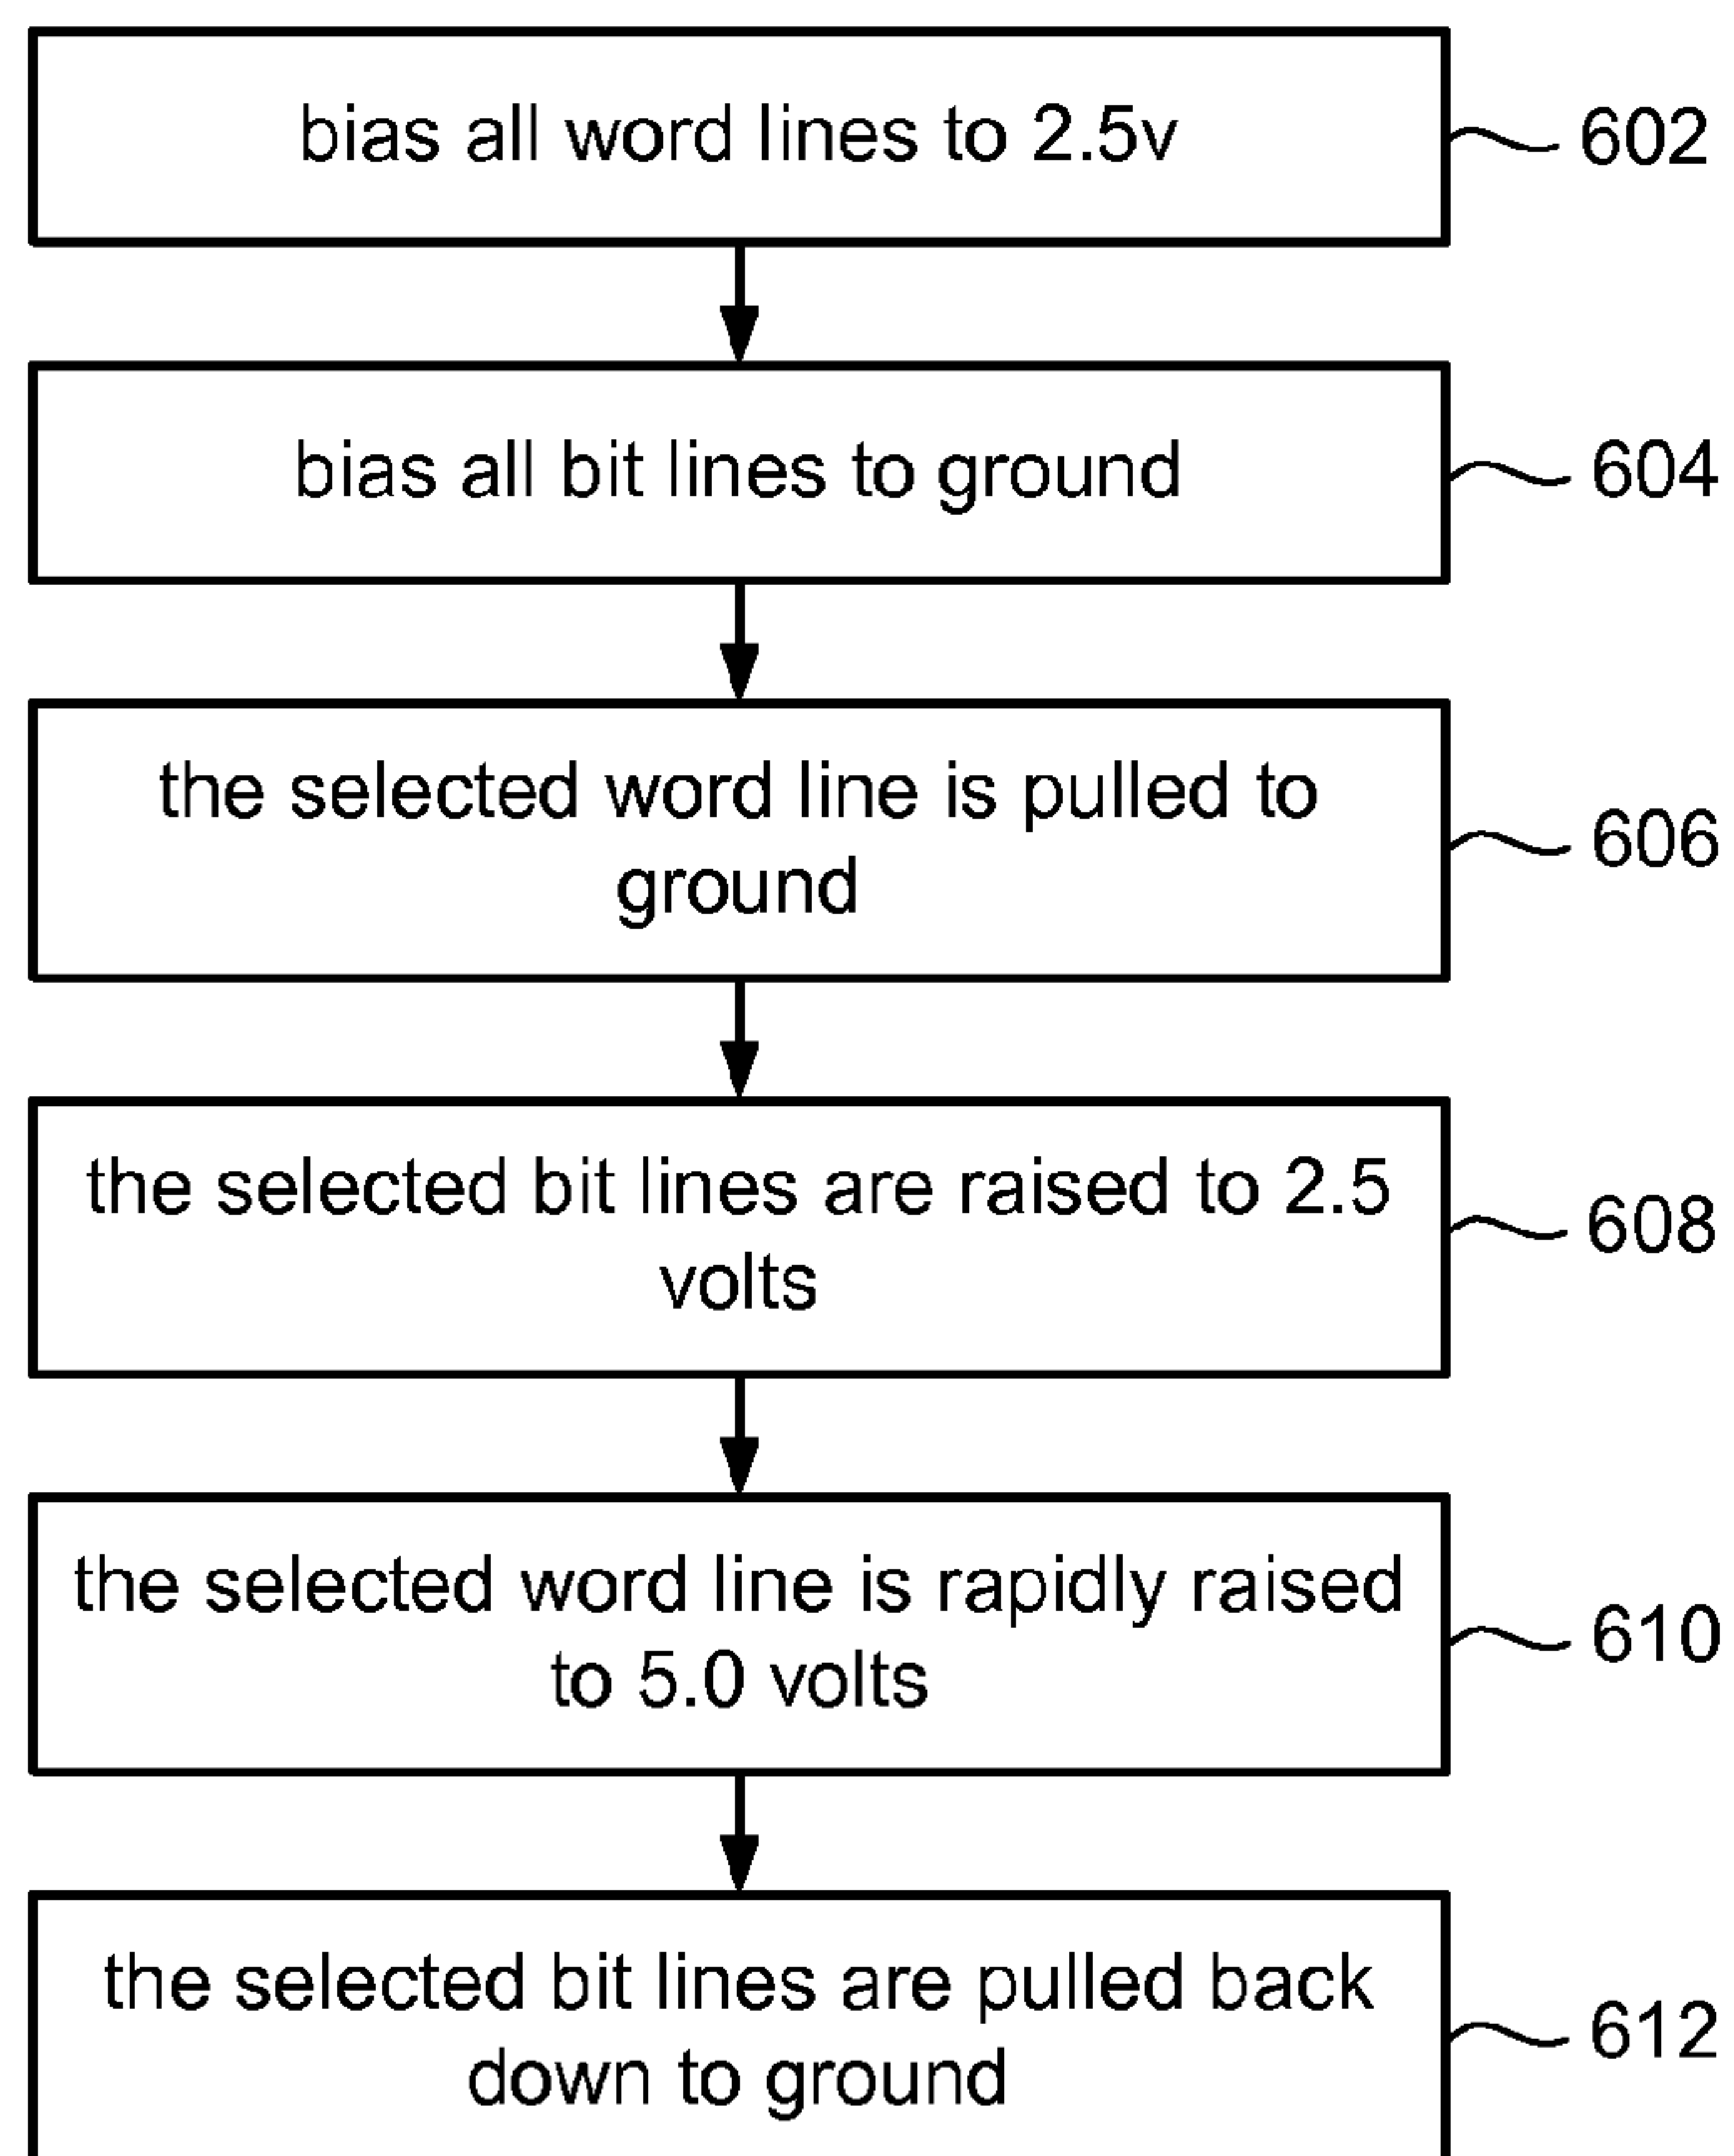 bias all word lines to 2.5v
602
bias all bit lines to ground
604
the selected word line is pulled to
ground
606
the selected bit lines are raised to 2.5
volts
608
the selected word line is rapidly raised
to 5.0 volts
610
the selected bit lines are pulled back
down to ground
612